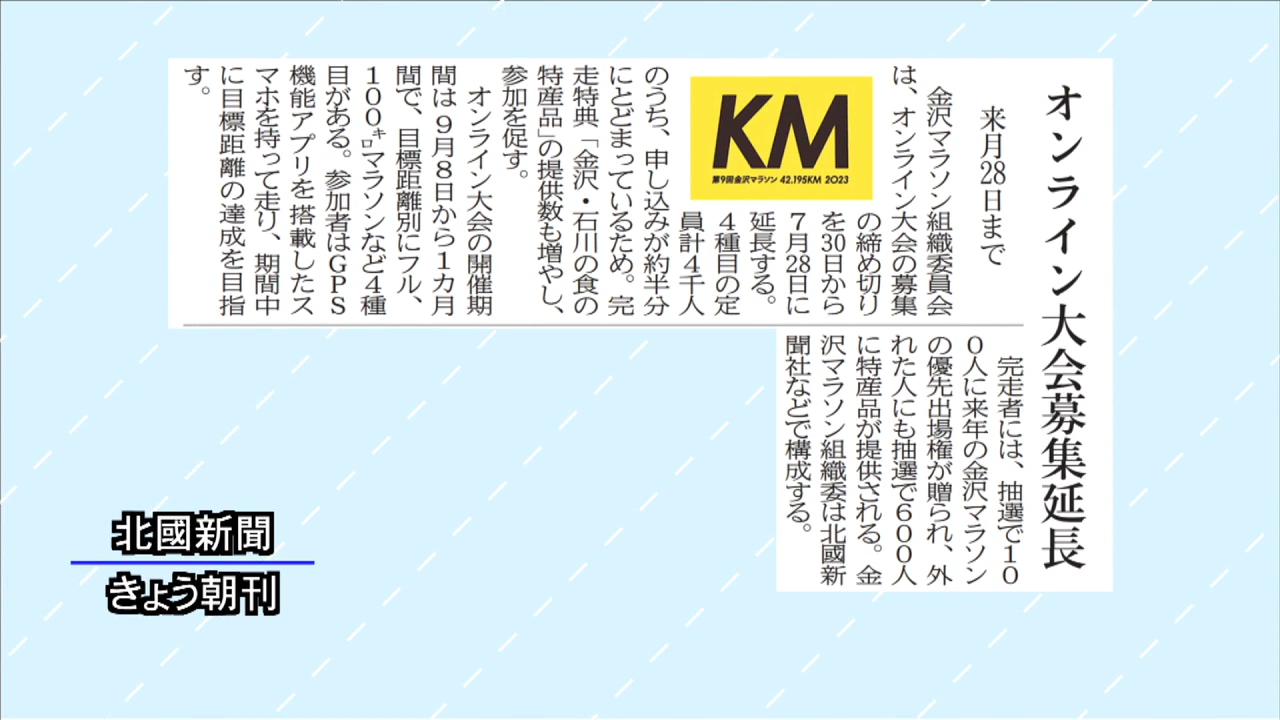 オンライン大会募集延長
来月28日まで
金沢マラソン組織委員会
は、オンライン大会の募集
の締め切り
を30日から
7月28日に
延長する。
4種目の定
員計4千人
のうち、申し込みが約半分
にとどまっているため。完
走特典「金沢・石川の食の
特産品」の提供数も増やし、
参加を促す。
オンライン大会の開催期
間は9月8日から1カ月
間で、目標距離別にフル、
100㌔マラソンなど4種
目がある。参加者はGPS
機能アプリを搭載したス
マホを持って走り、期間中
に目標距離の達成を目指
す。
KM
第9回金沢マラソン 42.195KM 2023
完走者には、抽選で10
0人に来年の金沢マラソン
の優先出場権が贈られ、外
れた人にも抽選で600人
に特産品が提供される。金
沢マラソン組織委は北國新
聞社などで構成する。
北國新聞
きょう朝刊